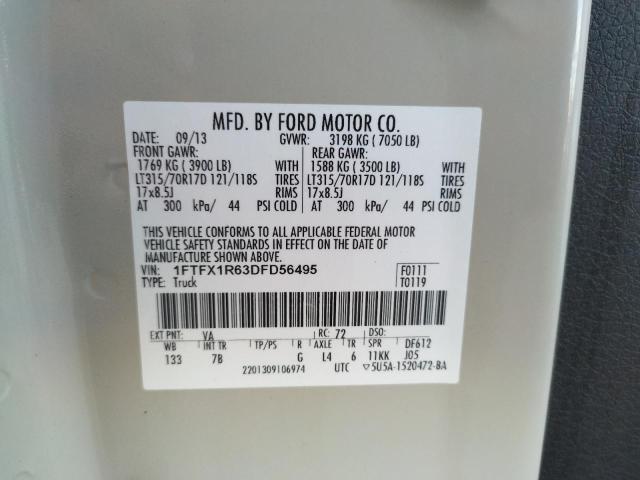 MFD. BY FORD MOTOR CO.
DATE: 09/13 GVWR: 3198 KG ( 7050 LB)
FRONT GAWR: REAR GAWR:
1769 KG ( 3900 LB) WITH 1588 KG ( 3500 LB) WITH
LT315/70R17D 121/118S TIRES LT315/70R17D 121/118S TIRES
17x8.5J RIMS 17x8.5J RIMS
AT 300 kPa/ 44 PSI COLD AT 300 kPa/ 44 PSI COLD
THIS VEHICLE CONFORMS TO ALL APPLICABLE FEDERAL MOTOR
VEHICLE SAFETY STANDARDS IN EFFECT ON THE DATE OF
MANUFACTURE SHOWN ABOVE.
VIN: 1FTFX1R63DFD56495 F0111
TYPE: Truck T0119
EXT PNT: VA RC: 72 DSO:
WB INT TR TP/PS R AXLE TR SPR DF612
133 7B G L4 6 11KK J05
2201309106974 UTC ▽5U5A-1520472-BA